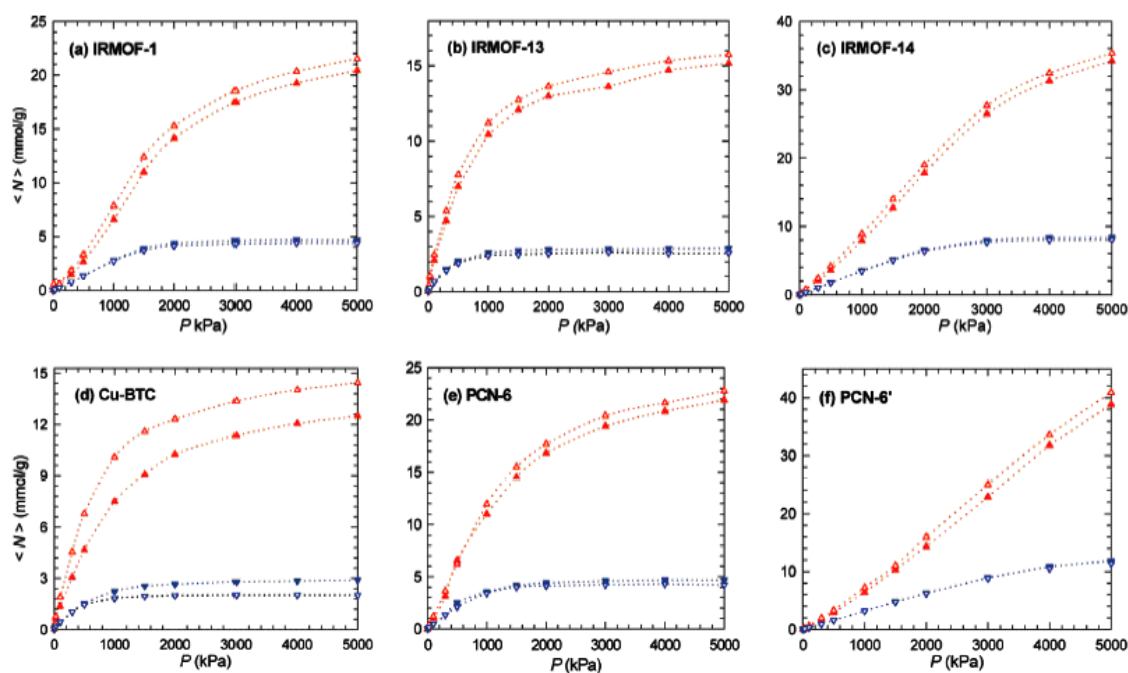 (a) IRMOF-1
(b) IRMOF-13
(c) IRMOF-14
25
20
15
10
5
0
15
10
5
0
40
30
20
10
0
< N > (mmol/g)
0 1000 2000 3000 4000 5000
0 1000 2000 3000 4000 5000
0 1000 2000 3000 4000 5000
P (kPa)
P (kPa)
P (kPa)
(d) Cu-BTC
(e) PCN-6
(f) PCN-6'
15
12
9
6
3
0
25
20
15
10
5
0
40
30
20
10
0
< N > (mmol/g)
0 1000 2000 3000 4000 5000
0 1000 2000 3000 4000 5000
0 1000 2000 3000 4000 5000
P (kPa)
P (kPa)
P (kPa)